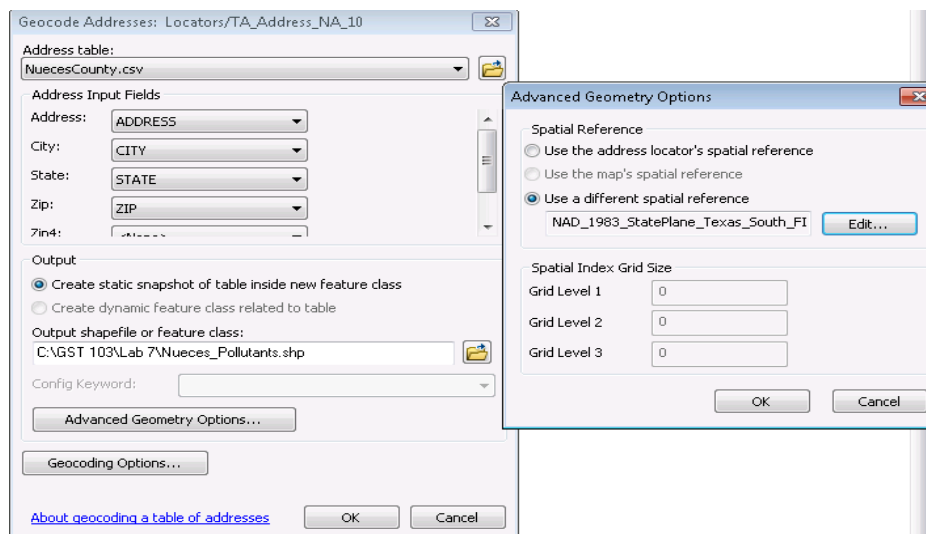 Geocode Addresses: Locators/TA_Address_NA_10
Address table:
NuecesCounty.csv
Address Input Fields
Address: ADDRESS
City: CITY
State: STATE
Zip: ZIP
Zip4: <None>
Output
Create static snapshot of table inside new feature class
Create dynamic feature class related to table
Output shapefile or feature class:
C:\GST 103\Lab 7\Nueces_Pollutants.shp
Config Keyword:
Advanced Geometry Options...
Geocoding Options...
About geocoding a table of addresses
OK Cancel
Advanced Geometry Options
Spatial Reference
Use the address locator's spatial reference
Use the map's spatial reference
Use a different spatial reference
NAD_1983_StatePlane_Texas_South_FI Edit...
Spatial Index Grid Size
Grid Level 1 0
Grid Level 2 0
Grid Level 3 0
OK Cancel